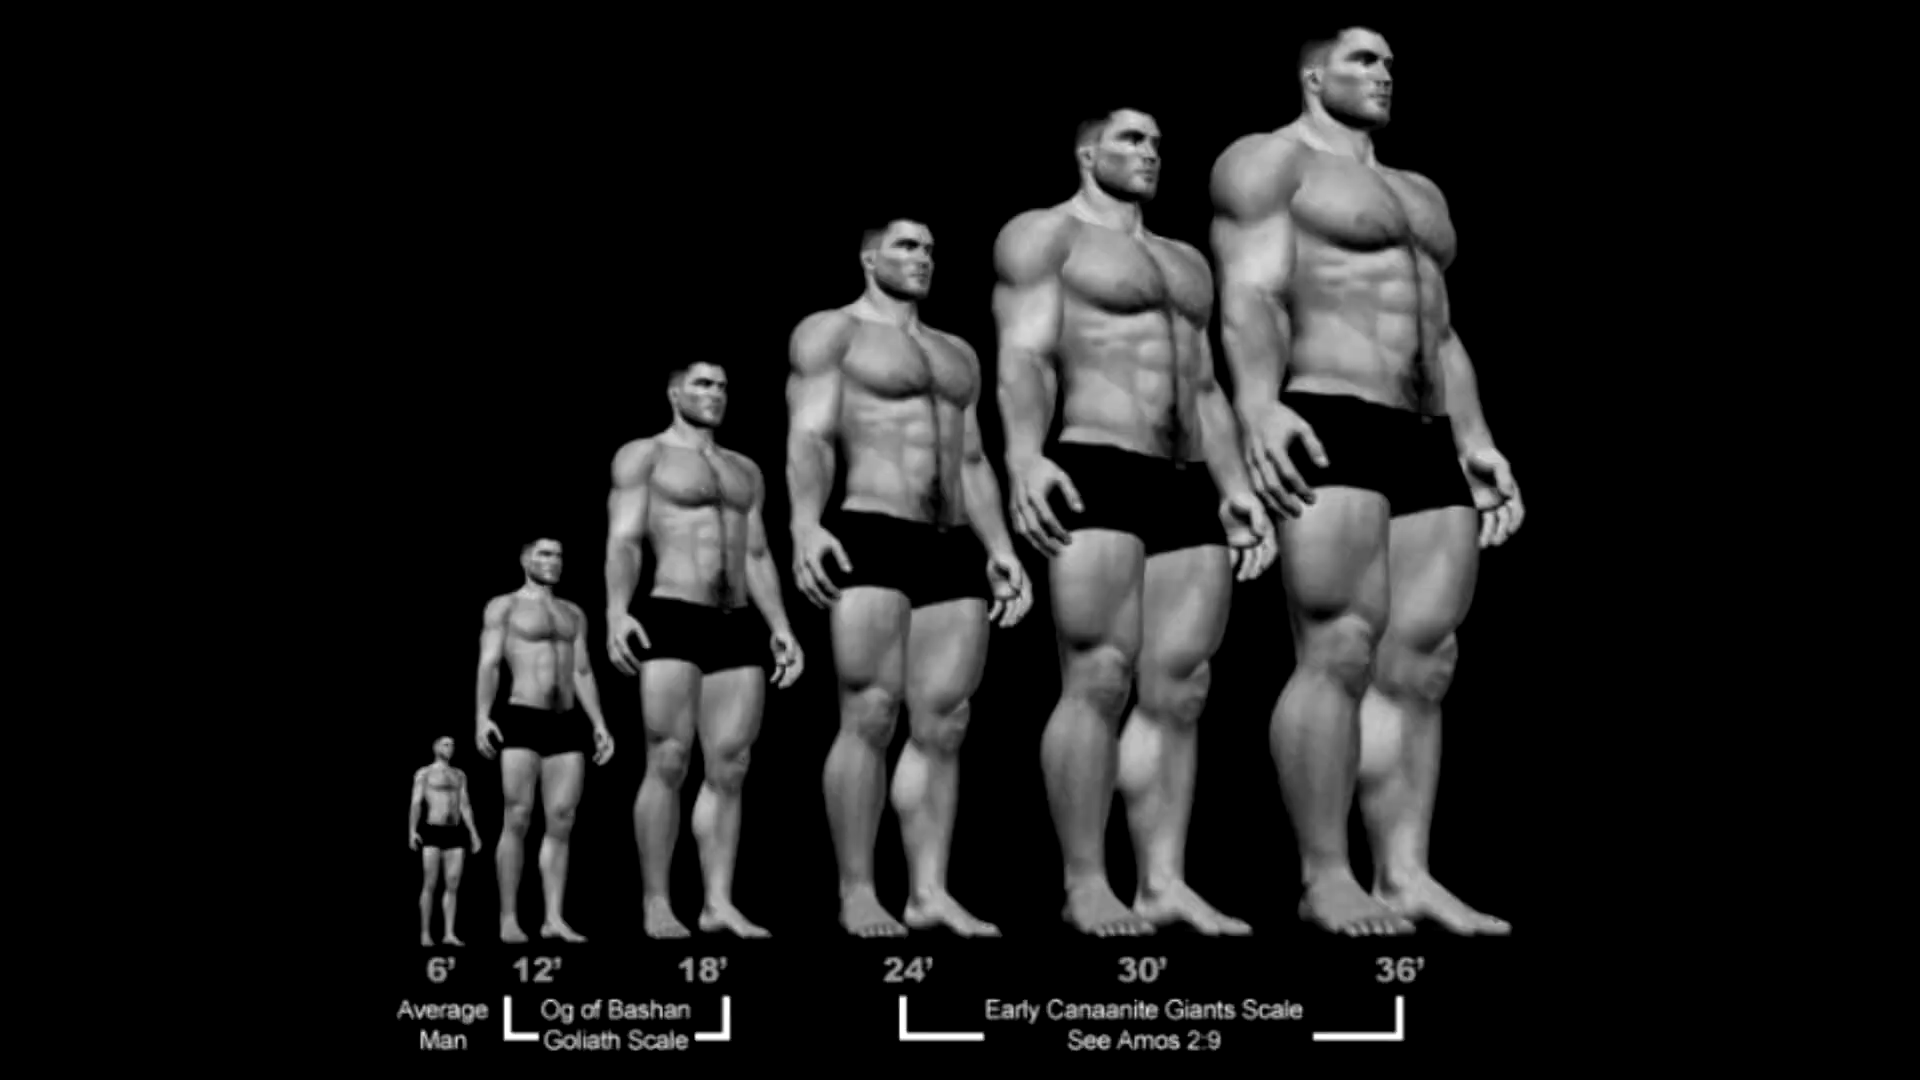 6’ 12’ 18’ 24’ 30’ 36’
Average Og of Bashan Early Canaanite Giants Scale
Man Goliath Scale See Amos 2:9